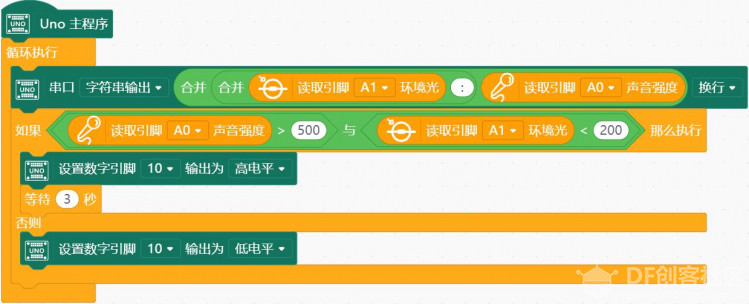 UNO Uno 主程序
循环执行
UNO 串口 字符串输出 合并 合并 读取引脚 A1 环境光 : 读取引脚 A0 声音强度 换行
如果 读取引脚 A0 声音强度 > 500 与 读取引脚 A1 环境光 < 200 那么执行
UNO 设置数字引脚 10 输出为 高电平
等待 3 秒
否则
UNO 设置数字引脚 10 输出为 低电平
DF创客社区